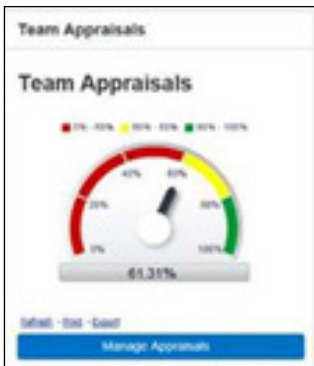 Team Appraisals
Team Appraisals
40% 60%
20% 80%
0% 100%
61.31%
Refresh - Print - Export
Manage Appraisals